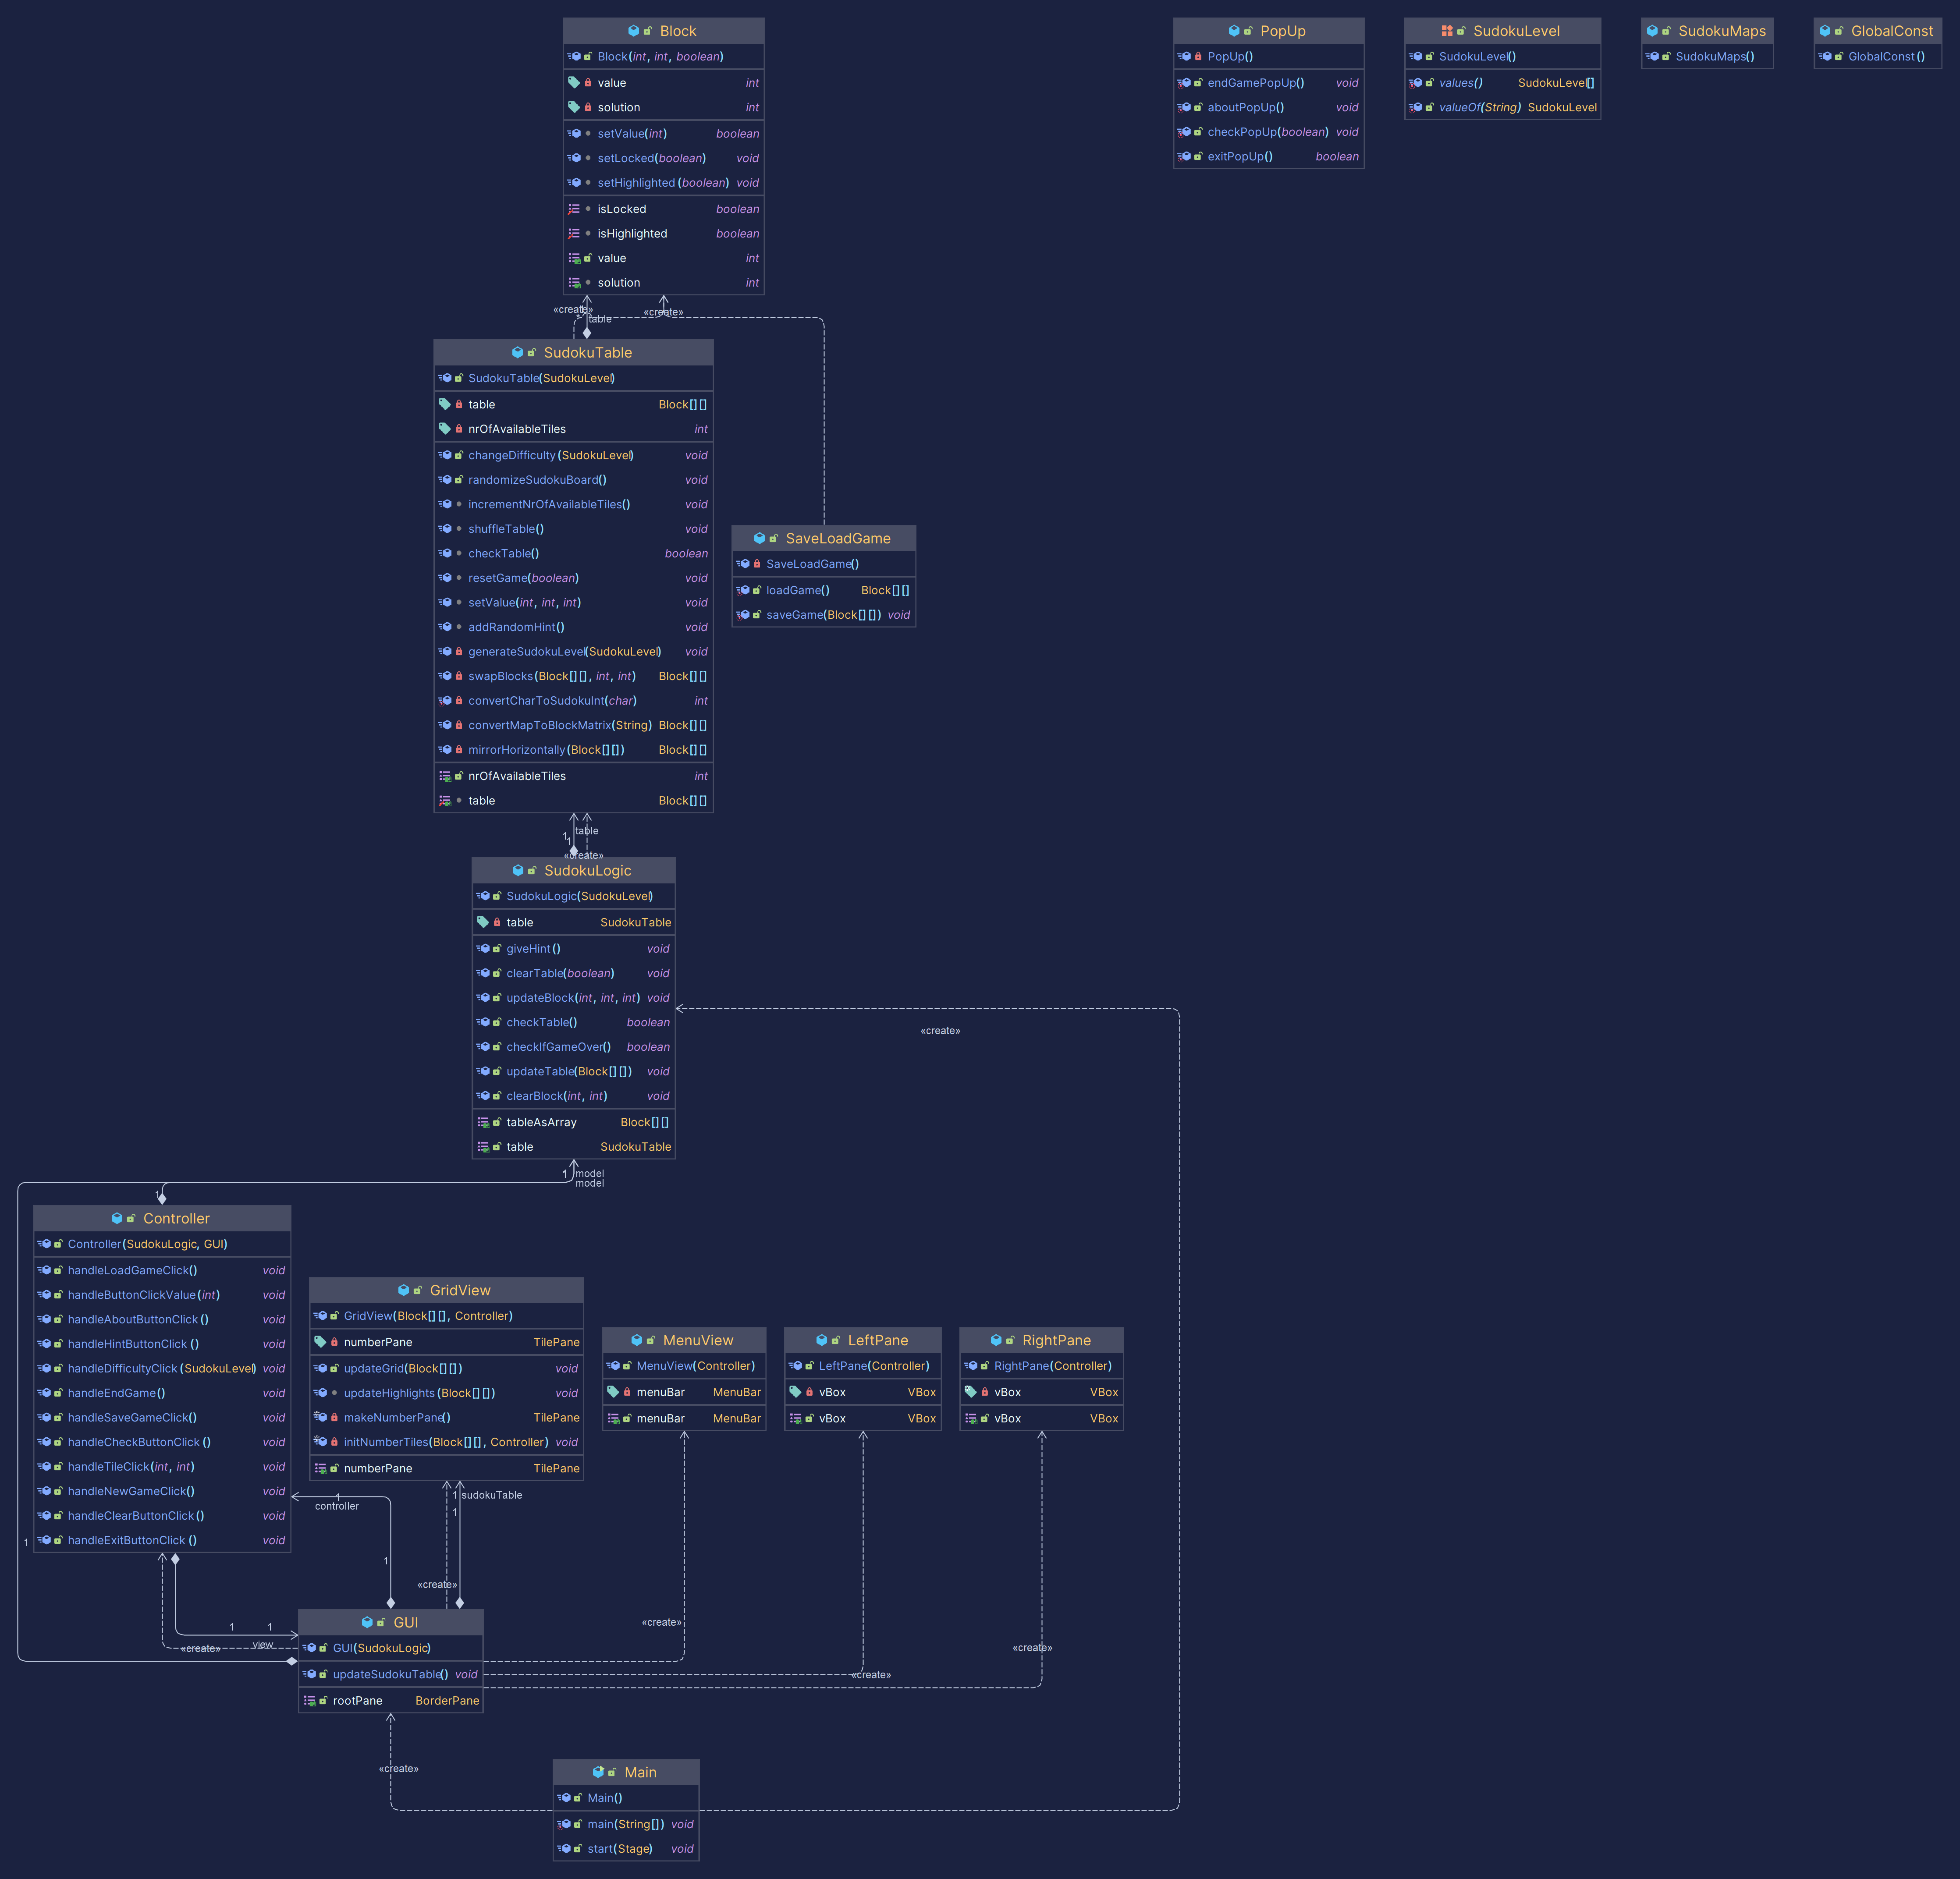 Block
Block(int, int, boolean)
value int
solution int
setValue(int) boolean
setLocked(boolean) void
setHighlighted(boolean) void
isLocked boolean
isHighlighted boolean
value int
solution int
PopUp
PopUp()
endGamePopUp() void
aboutPopUp() void
checkPopUp(boolean) void
exitPopUp() boolean
SudokuLevel
SudokuLevel()
values() SudokuLevel[]
valueOf(String) SudokuLevel
SudokuMaps
SudokuMaps()
GlobalConst
GlobalConst()
«create»
table
«create»
SudokuTable
SudokuTable(SudokuLevel)
table Block[][]
nrOfAvailableTiles int
changeDifficulty(SudokuLevel) void
randomizeSudokuBoard() void
incrementNrOfAvailableTiles() void
shuffleTable() void
checkTable() boolean
resetGame(boolean) void
setValue(int, int, int) void
addRandomHint() void
generateSudokuLevel(SudokuLevel) void
swapBlocks(Block[][], int, int) Block[][]
convertCharToSudokuInt(char) int
convertMapToBlockMatrix(String) Block[][]
mirrorHorizontally(Block[][]) Block[][]
nrOfAvailableTiles int
table Block[][]
SaveLoadGame
SaveLoadGame()
loadGame() Block[][]
saveGame(Block[][]) void
table
1
1
«create»
SudokuLogic
SudokuLogic(SudokuLevel)
table SudokuTable
giveHint() void
clearTable(boolean) void
updateBlock(int, int, int) void
checkTable() boolean
checkIfGameOver() boolean
updateTable(Block[][]) void
clearBlock(int, int) void
tableAsArray Block[][]
table SudokuTable
«create»
1 model
model
1
Controller
Controller(SudokuLogic, GUI)
handleLoadGameClick() void
handleButtonClickValue(int) void
handleAboutButtonClick() void
handleHintButtonClick() void
handleDifficultyClick(SudokuLevel) void
handleEndGame() void
handleSaveGameClick() void
handleCheckButtonClick() void
handleTileClick(int, int) void
handleNewGameClick() void
handleClearButtonClick() void
handleExitButtonClick() void
1
GridView
GridView(Block[][], Controller)
numberPane TilePane
updateGrid(Block[][]) void
updateHighlights(Block[][]) void
makeNumberPane() TilePane
initNumberTiles(Block[][], Controller) void
numberPane TilePane
MenuView
MenuView(Controller)
menuBar MenuBar
menuBar MenuBar
LeftPane
LeftPane(Controller)
vBox VBox
vBox VBox
RightPane
RightPane(Controller)
vBox VBox
vBox VBox
1
controller
1 sudokuTable
1
1
«create»
1
1
«create»
view
«create»
«create»
«create»
GUI
GUI(SudokuLogic)
updateSudokuTable() void
rootPane BorderPane
«create»
Main
Main()
main(String[]) void
start(Stage) void